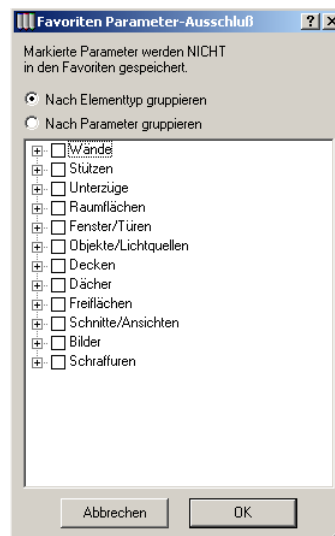 Favoriten Parameter-Ausschluß
Markierte Parameter werden NICHT
in den Favoriten gespeichert.
Nach Elementtyp gruppieren
Nach Parameter gruppieren
Wände
Stützen
Unterzüge
Raumflächen
Fenster/Türen
Objekte/Lichtquellen
Decken
Dächer
Freiflächen
Schnitte/Ansichten
Bilder
Schraffuren
Abbrechen OK